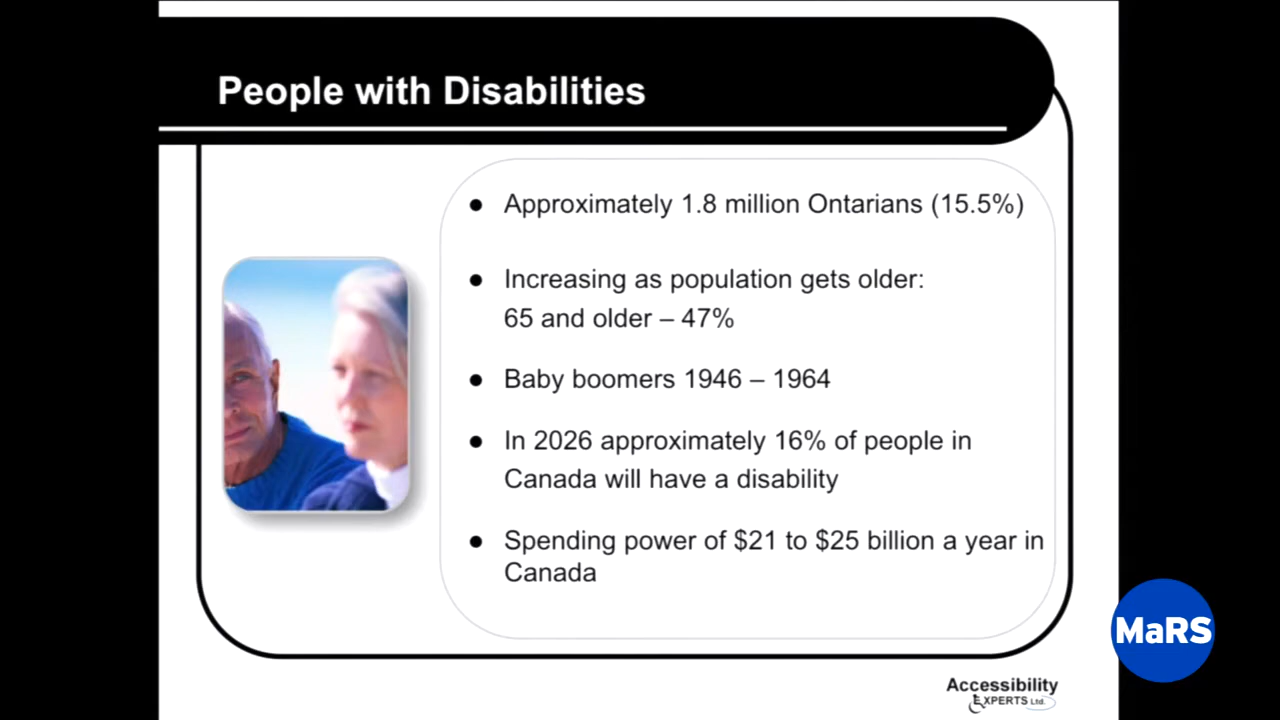 People with Disabilities
● Approximately 1.8 million Ontarians (15.5%)
● Increasing as population gets older:
65 and older – 47%
● Baby boomers 1946 – 1964
● In 2026 approximately 16% of people in
Canada will have a disability
● Spending power of $21 to $25 billion a year in
Canada
MaRS
Accessibility
EXPERTS Ltd.